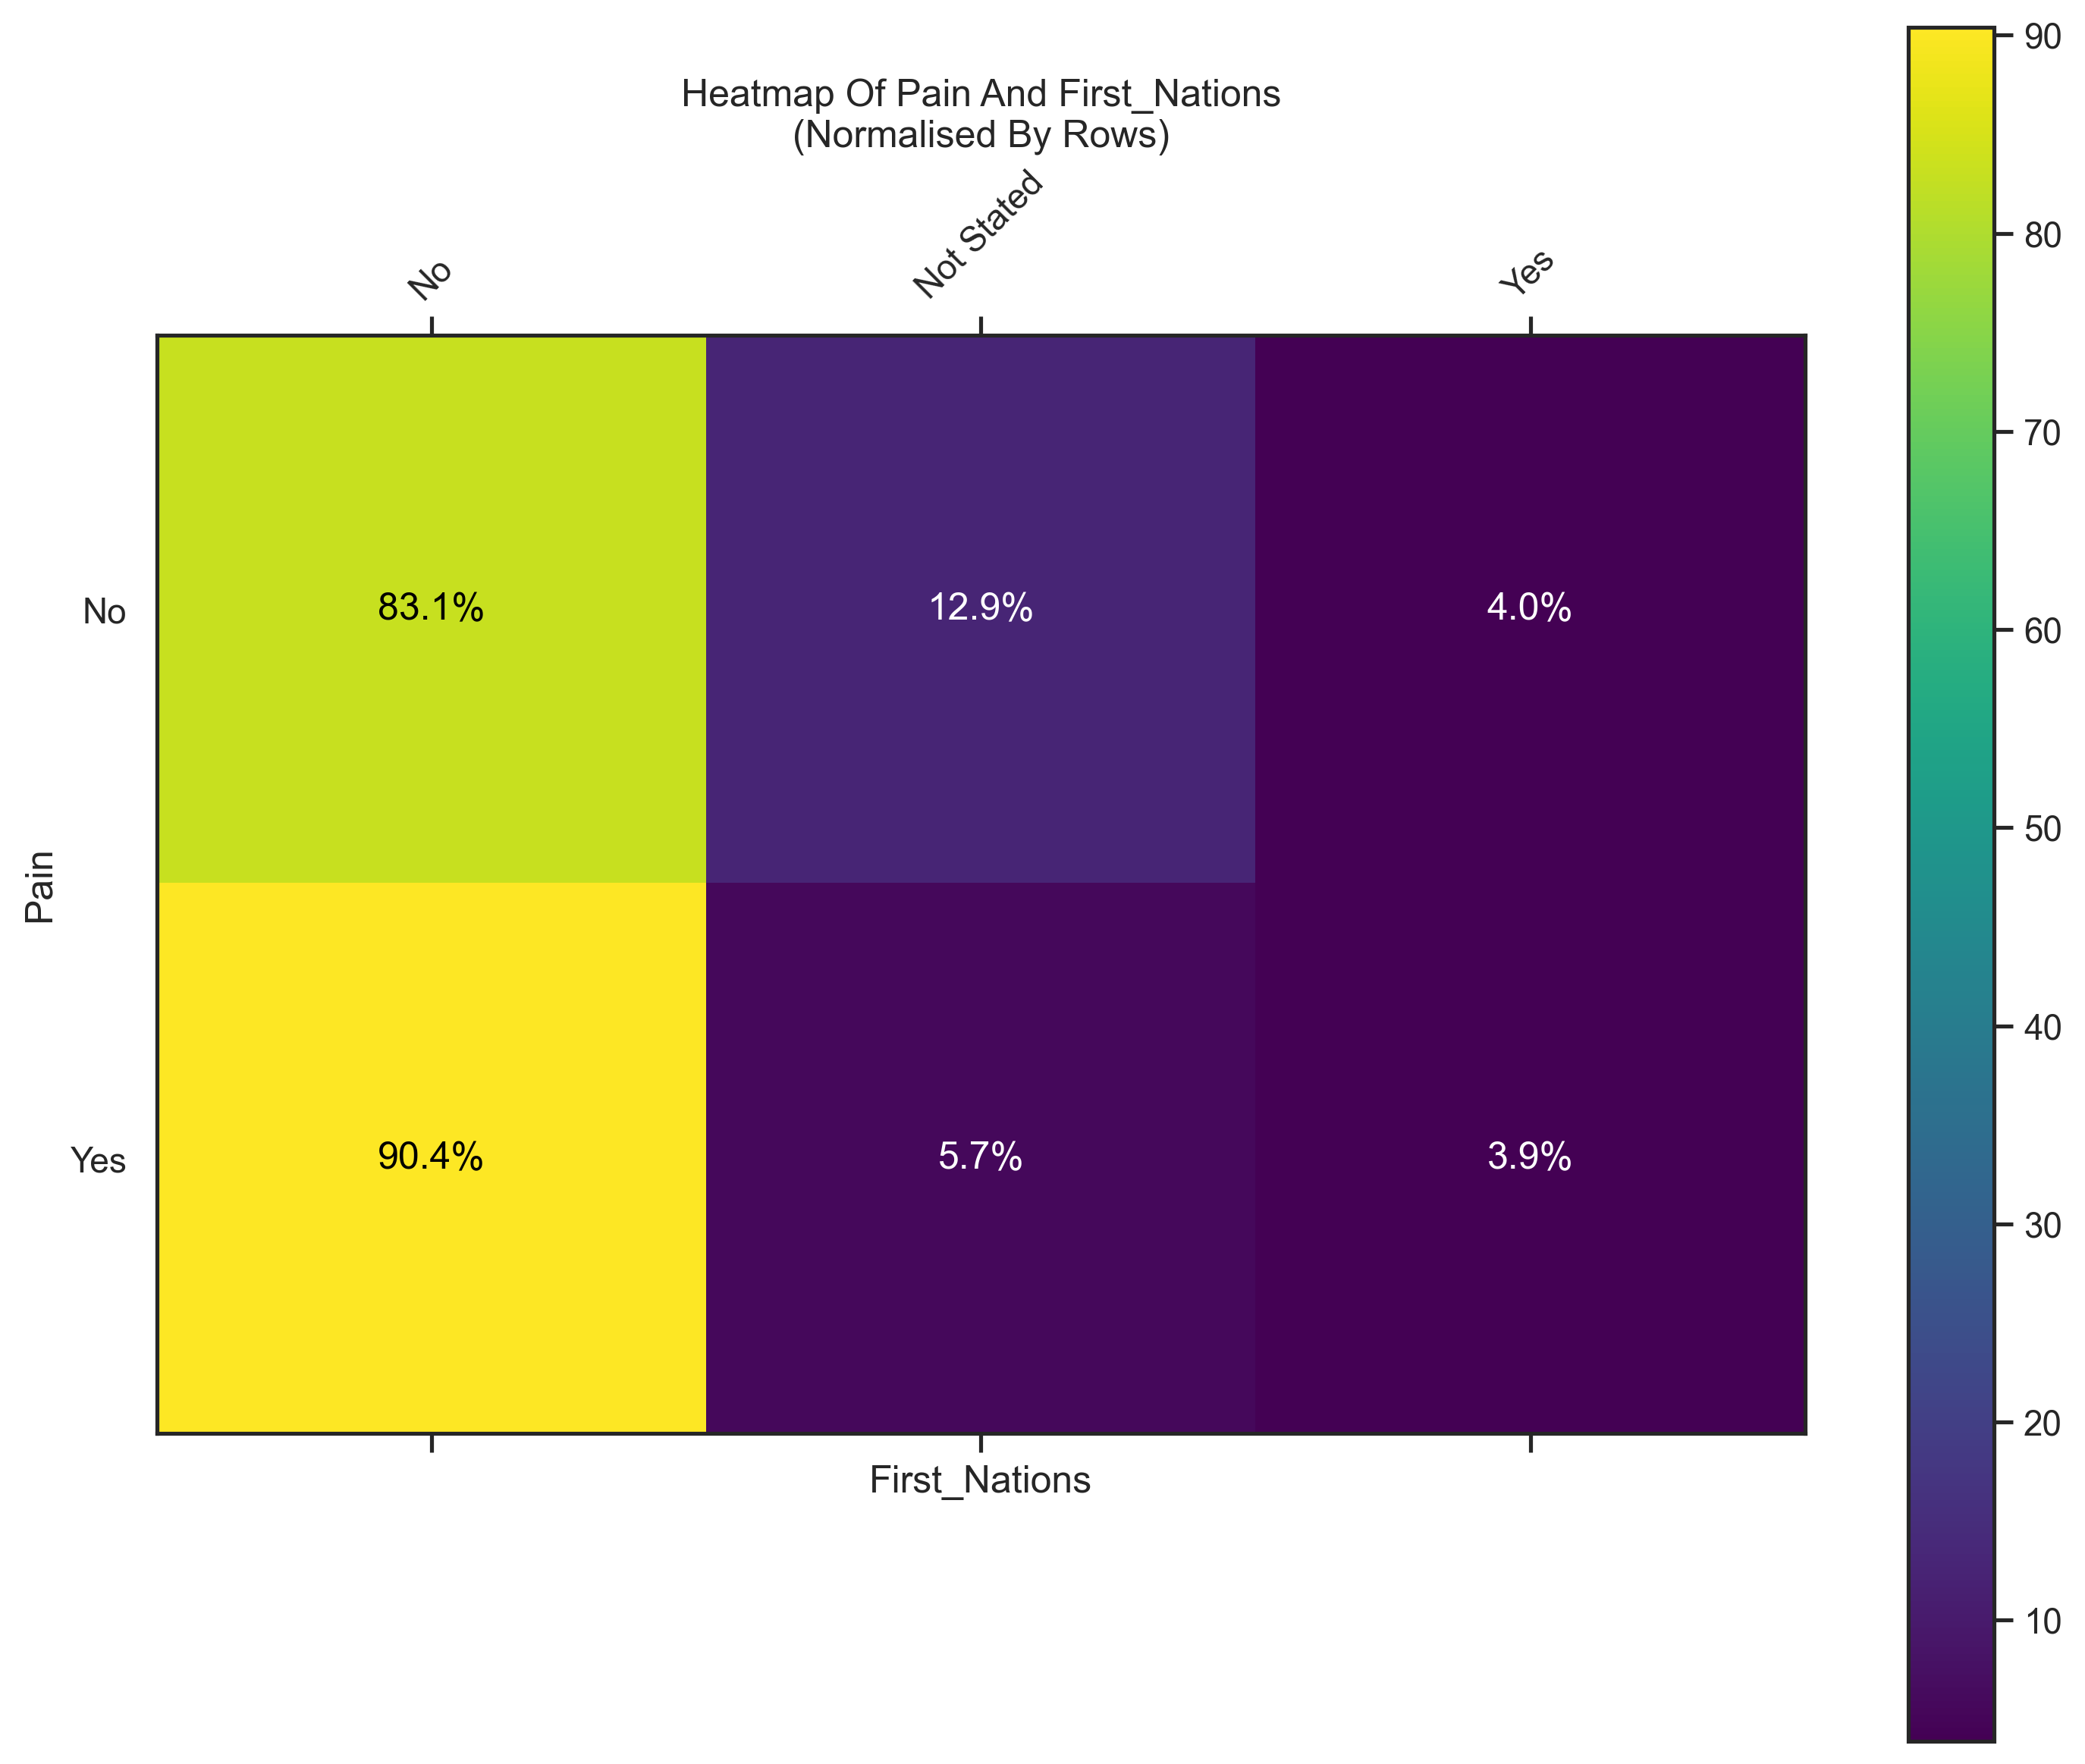 Heatmap Of Pain And First_Nations
(Normalised By Rows)
No
Not Stated
Yes
Pain
No
83.1%
12.9%
4.0%
Yes
90.4%
5.7%
3.9%
First_Nations
90
80
70
60
50
40
30
20
10